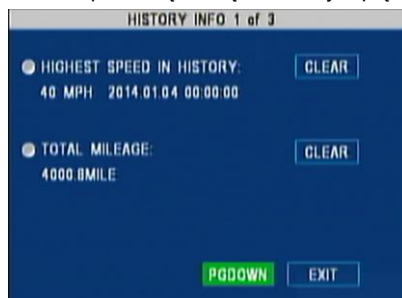 HISTORY INFO 1 of 3
HIGHEST SPEED IN HISTORY: CLEAR
40 MPH 2014.01.04 00:00:00
TOTAL MILEAGE: CLEAR
4000.8MILE
PGDOWN EXIT